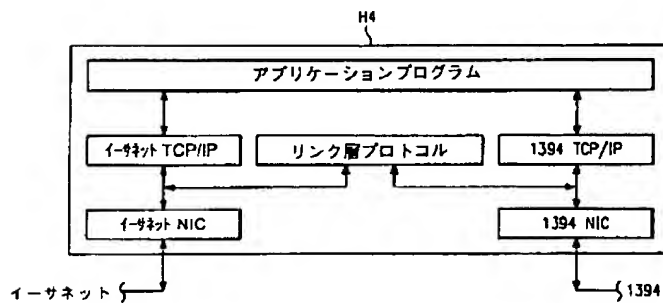 H4
アプリケーションプログラム
イーサネット TCP/IP
リンク層プロトコル
1394 TCP/IP
イーサネット NIC
1394 NIC
イーサネット
1394